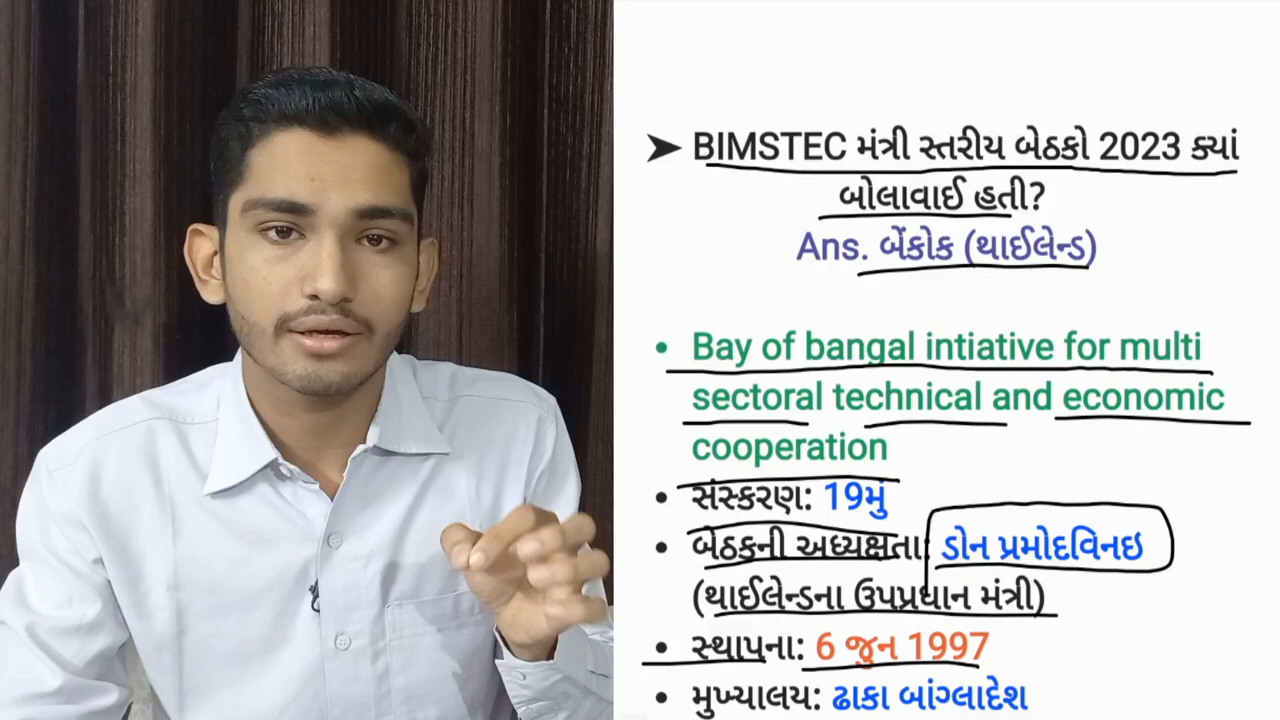 ➤ BIMSTEC મંત્રી સ્તરીય બેઠકો 2023 ક્યાં
બોલાવાઈ હતી?
Ans. બેંકોક (થાઈલેન્ડ)
• Bay of bangal intiative for multi
sectoral technical and economic
cooperation
• સંસ્કરણ: 19મું
• બેઠકની અધ્યક્ષતા: ડોન પ્રમોદવિનઇ
(થાઈલેન્ડના ઉપપ્રધાન મંત્રી)
• સ્થાપના: 6 જુન 1997
• મુખ્યાલય: ઢાકા બાંગ્લાદેશ